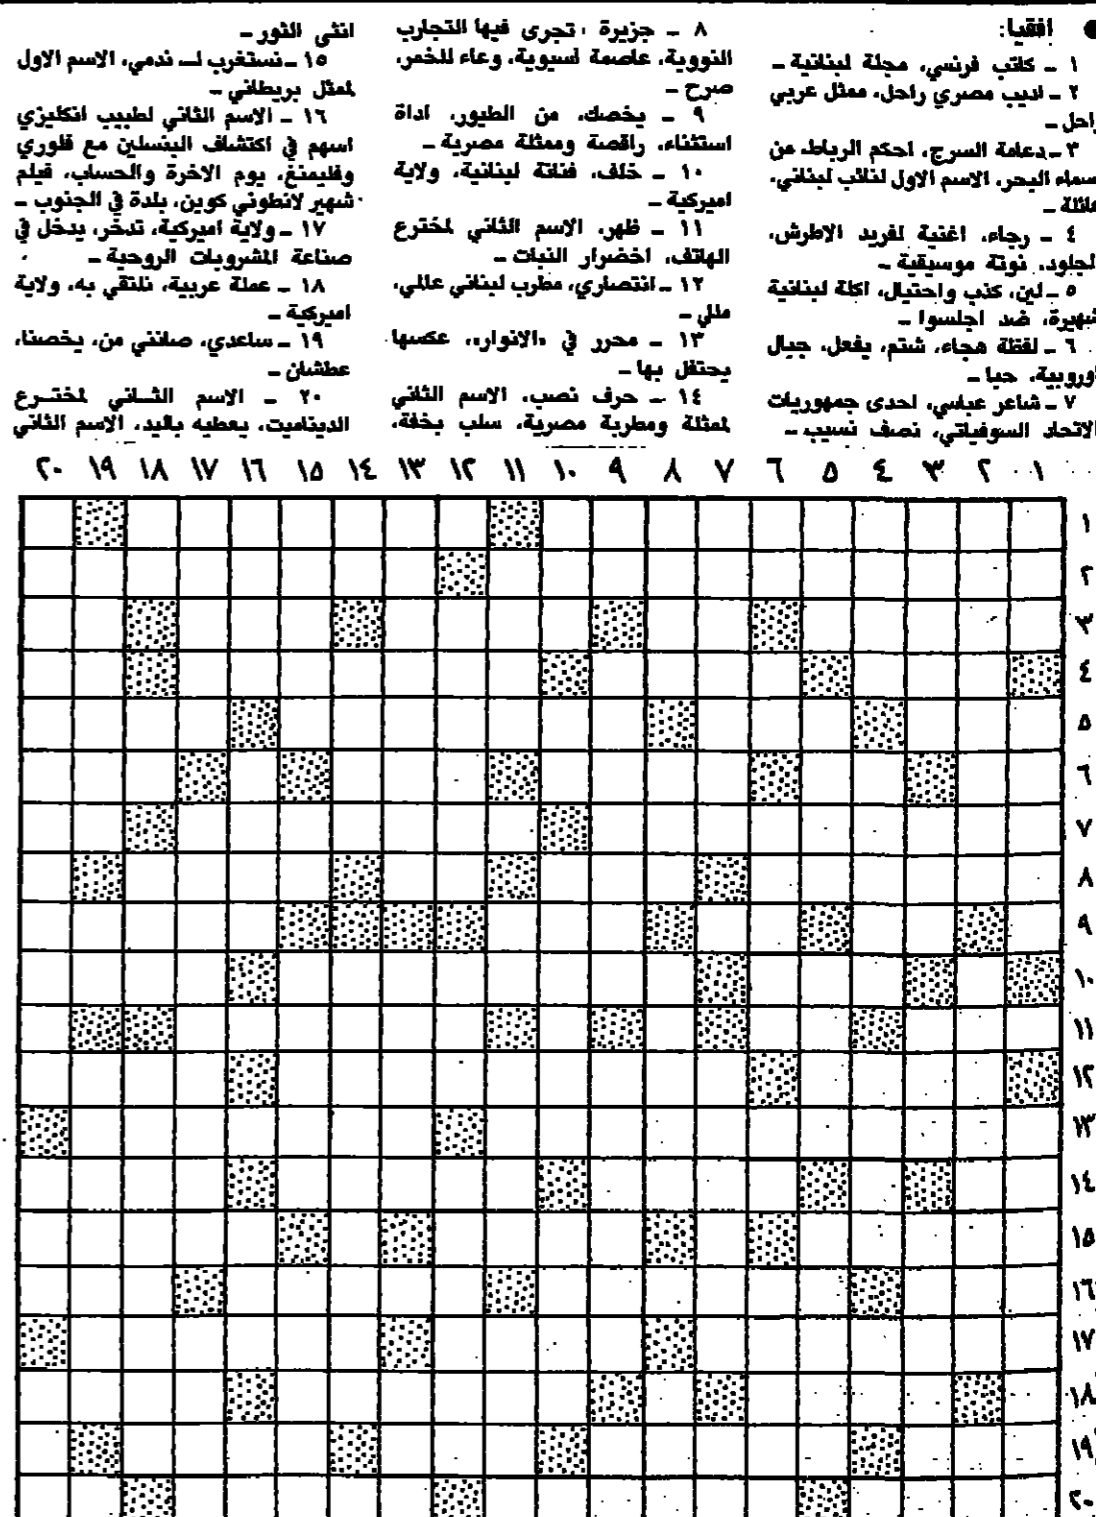 ● افقيا:
١ ـ كاتب فرنسي، مجلة لبنانية ـ
٢ ـ اديب مصري راحل، ممثل عربي
راحل ـ
٣ ـ دعامة السرج، احكم الرباط، من
سماء البحر، الاسم الاول لنائب لبناني،
عائلة ـ
٤ ـ رجاء، اغنية لفريد الاطرش،
الجلود، نوتة موسيقية ـ
٥ ـ لين، كذب واحتيال، اكلة لبنانية
شهيرة، ضد اجلسوا ـ
٦ ـ لفظة هجاء، شتم، يفعل، جبال
اوروبية، حبا ـ
٧ ـ شاعر عباسي، احدى جمهوريات
الاتحاد السوفياتي، نصف نسيب ـ
٨ ـ جزيرة، تجرى فيها التجارب
النووية، عاصمة اسيوية، وعاء للخمر،
صرح ـ
٩ ـ يخصك، من الطيور، اداة
استثناء، راقصة وممثلة مصرية ـ
١٠ ـ خلف، فنانة لبنانية، ولاية
اميركية ـ
١١ ـ ظهر، الاسم الثاني لمخترع
الهاتف، اخضرار النبات ـ
١٢ ـ انتصاري، مطرب لبناني عالمي،
مللي ـ
١٣ ـ محرر في «الانوار»، عكسها
يحتفل بها ـ
١٤ ـ حرف نصب، الاسم الثاني
لممثلة ومطربة مصرية، سلب بخفة،
انثى الثور ـ
١٥ ـ نستغرب لـ، ندمي، الاسم الاول
لممثل بريطاني ـ
١٦ ـ الاسم الثاني لطبيب انكليزي
اسهم في اكتشاف البنسلين مع فلوري
وفليمنغ، يوم الاخرة والحساب، فيلم
شهير لانطوني كوين، بلدة في الجنوب ـ
١٧ ـ ولاية اميركية، تدخر، يدخل في
صناعة المشروبات الروحية ـ
١٨ ـ عملة عربية، نلتقي به، ولاية
اميركية ـ
١٩ ـ ساعدي، صانني من، يخصنا،
عطشان ـ
٢٠ ـ الاسم الثاني لمخترع
الديناميت، يعطيه باليد، الاسم الثاني
١ ٢ ٣ ٤ ٥ ٦ ٧ ٨ ٩ ١٠ ١١ ١٢ ١٣ ١٤ ١٥ ١٦ ١٧ ١٨ ١٩ ٢٠
١
٢
٣
٤
٥
٦
٧
٨
٩
١٠
١١
١٢
١٣
١٤
١٥
١٦
١٧
١٨
١٩
٢٠